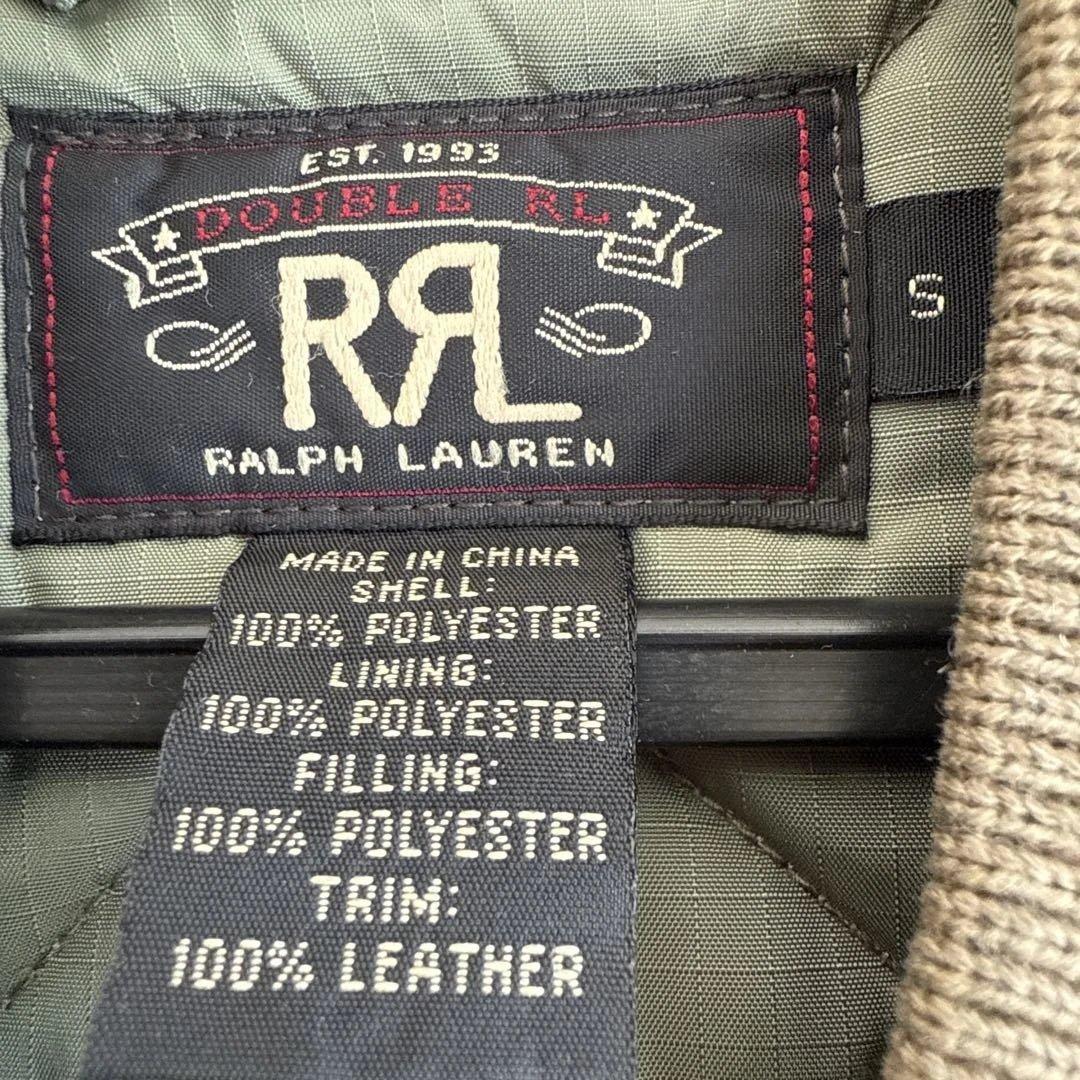 EST. 1993
DOUBLE RL
RRL
RALPH LAUREN
S
MADE IN CHINA
SHELL:
100% POLYESTER
LINING:
100% POLYESTER
FILLING:
100% POLYESTER
TRIM:
100% LEATHER